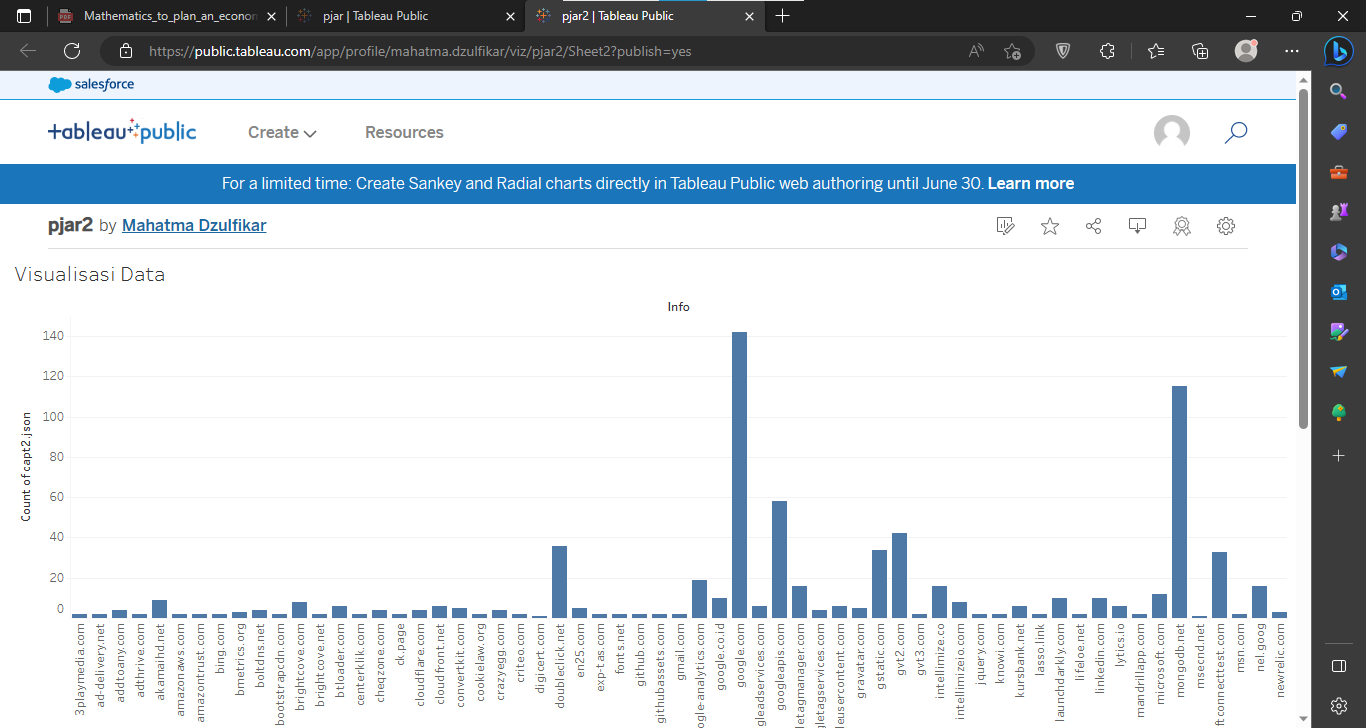 Mathematics_to_plan_an_econon
pjar | Tableau Public
pjar2 | Tableau Public
https://public.tableau.com/app/profile/mahatma.dzulfikar/viz/pjar2/Sheet2?publish=yes
salesforce
+ableau public
Create
Resources
For a limited time: Create Sankey and Radial charts directly in Tableau Public web authoring until June 30. Learn more
pjar2 by Mahatma Dzulfikar
Visualisasi Data
Info
Count of capt2.json
140
120
100
80
60
40
20
0
3playmedia.com
ad-delivery.net
addtoany.com
adthrive.com
akamaihd.net
amazonaws.com
amazontrust.com
bing.com
bmetrics.org
boltdns.net
bootstrapcdn.com
brightcove.com
brightcove.net
btloader.com
centerklik.com
cheqzone.com
ck.page
cloudflare.com
cloudfront.net
convertkit.com
cookielaw.org
crazyegg.com
criteo.com
digicert.com
doubleclick.net
en25.com
exp-tas.com
fonts.net
github.com
githubassets.com
gmail.com
ogle-analytics.com
google.co.id
google.com
gleadservices.com
googleapis.com
letagmanager.com
gletagservices.com
leusercontent.com
gravatar.com
gstatic.com
gvt2.com
gvt3.com
intellimize.co
intellimizeio.com
jquery.com
knowi.com
kursbank.net
lasso.link
launchdarkly.com
lifeloe.net
linkedin.com
lytics.io
mandrillapp.com
microsoft.com
mongodb.net
msecnd.net
ftconnecttest.com
msn.com
nel.goog
newrelic.com